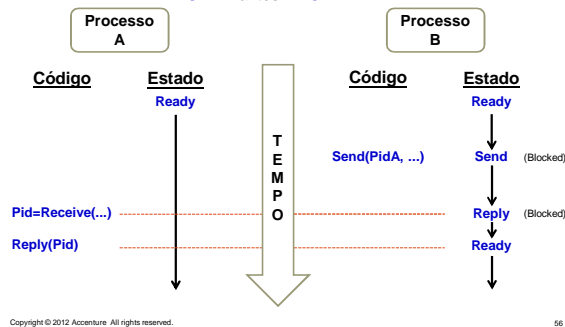 Processo
A
Processo
B
Código
Estado
Código
Estado
Ready
Ready
T
E
M
P
O
Send(PidA, ...)
Send
(Blocked)
Pid=Receive(...)
Reply
(Blocked)
Reply(Pid)
Ready
Copyright © 2012 Accenture All rights reserved.
56